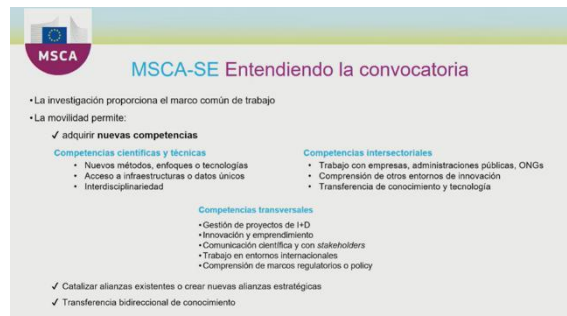 MSCA
MSCA-SE Entendiendo la convocatoria
•La investigación proporciona el marco común de trabajo
•La movilidad permite:
✓ adquirir nuevas competencias
Competencias científicas y técnicas
• Nuevos métodos, enfoques o tecnologías
• Acceso a infraestructuras o datos únicos
• Interdisciplinariedad
Competencias intersectoriales
• Trabajo con empresas, administraciones públicas, ONGs
• Comprensión de otros entornos de innovación
• Transferencia de conocimiento y tecnología
Competencias transversales
•Gestión de proyectos de I+D
•Innovación y emprendimiento
•Comunicación científica y con stakeholders
•Trabajo en entornos internacionales
•Comprensión de marcos regulatorios o policy
✓ Catalizar alianzas existentes o crear nuevas alianzas estratégicas
✓ Transferencia bidireccional de conocimiento